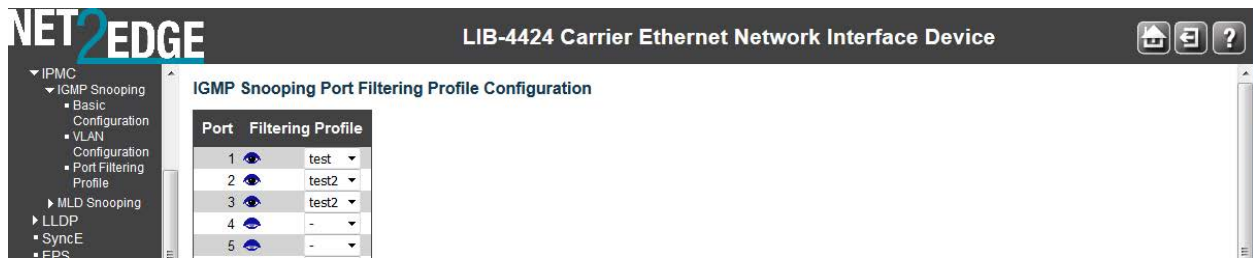 NET2EDGE
LIB-4424 Carrier Ethernet Network Interface Device
?
IPMC
IGMP Snooping
Basic
Configuration
VLAN
Configuration
Port Filtering
Profile
MLD Snooping
LLDP
SyncE
EPS
IGMP Snooping Port Filtering Profile Configuration
Port Filtering Profile
1 test
2 test2
3 test2
4 -
5 -